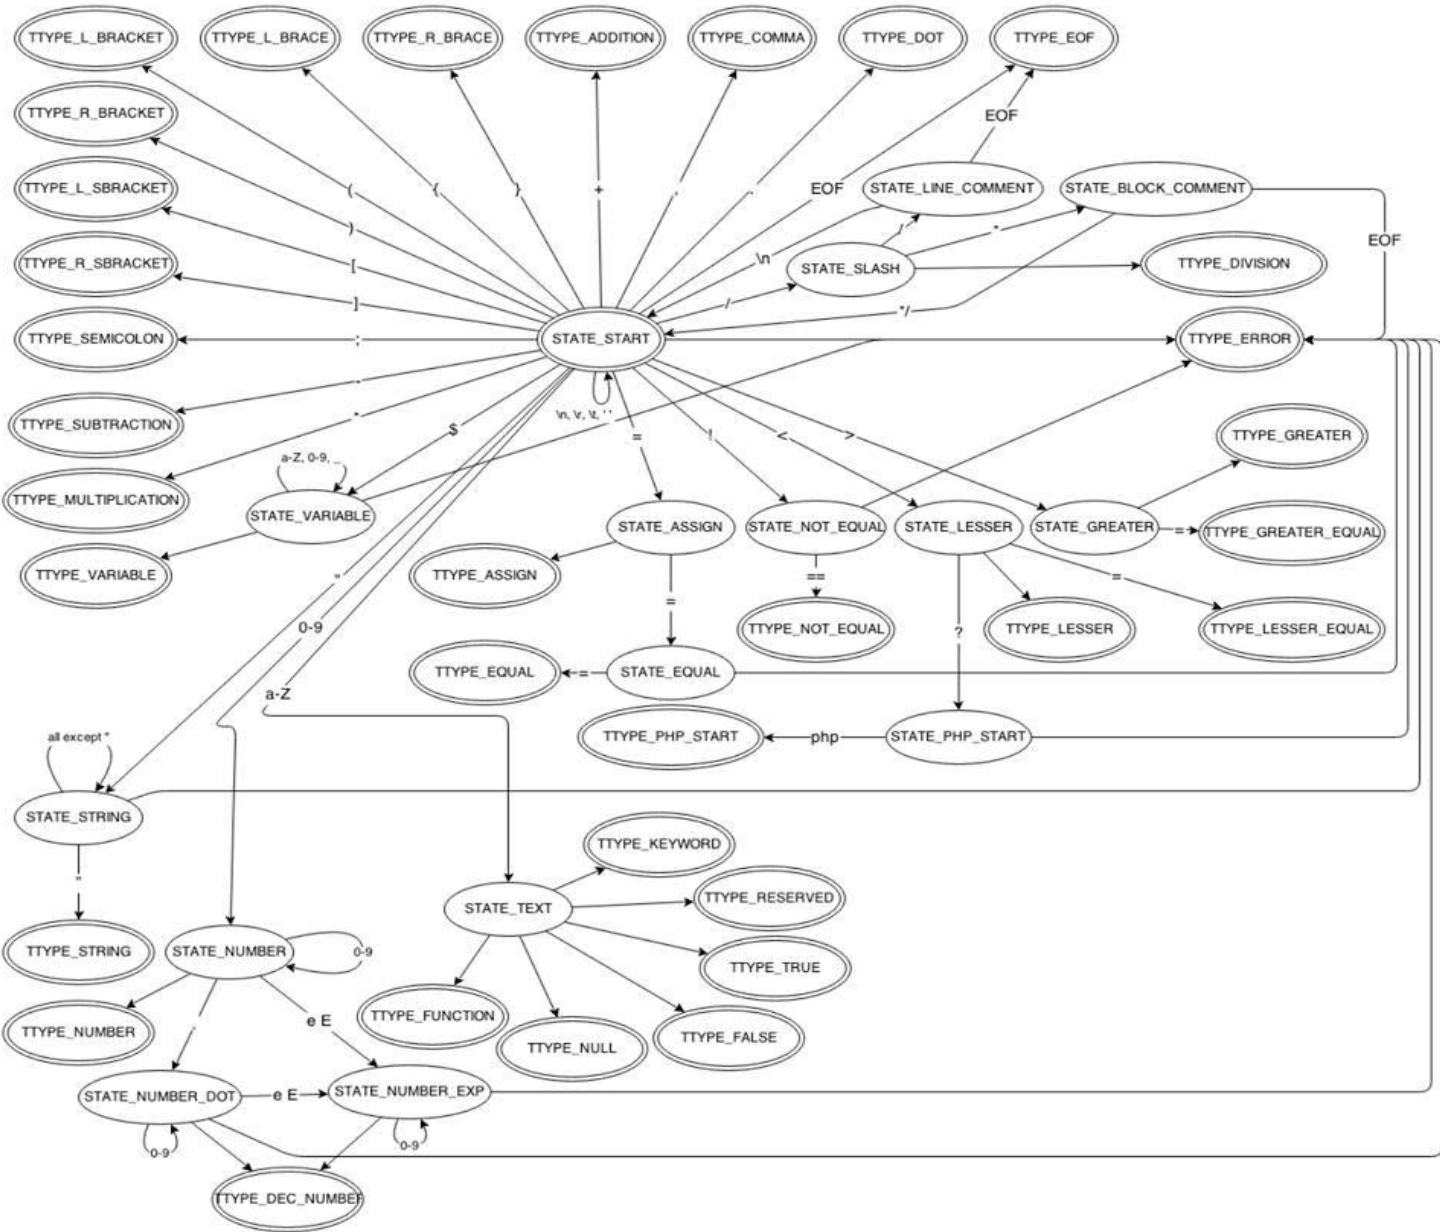 TTYPE_L_BRACKET
TTYPE_L_BRACE
TTYPE_R_BRACE
TTYPE_ADDITION
TTYPE_COMMA
TTYPE_DOT
TTYPE_EOF
TTYPE_R_BRACKET
EOF
TTYPE_L_SBRACKET
(
{
}
+
,
.
EOF
STATE_LINE_COMMENT
STATE_BLOCK_COMMENT
)
/
*
EOF
TTYPE_R_SBRACKET
[
\n
STATE_SLASH
TTYPE_DIVISION
]
/
*/
TTYPE_SEMICOLON
;
STATE_START
TTYPE_ERROR
-
\n, \r, \t, ' '
TTYPE_SUBTRACTION
*
$
=
!
<
>
TTYPE_GREATER
a-Z, 0-9, _
TTYPE_MULTIPLICATION
STATE_VARIABLE
STATE_ASSIGN
STATE_NOT_EQUAL
STATE_LESSER
STATE_GREATER
=
TTYPE_GREATER_EQUAL
TTYPE_VARIABLE
"
TTYPE_ASSIGN
==
=
=
0-9
TTYPE_NOT_EQUAL
?
TTYPE_LESSER
TTYPE_LESSER_EQUAL
TTYPE_EQUAL
=
STATE_EQUAL
a-Z
all except "
TTYPE_PHP_START
php
STATE_PHP_START
STATE_STRING
TTYPE_KEYWORD
"
STATE_TEXT
TTYPE_RESERVED
TTYPE_STRING
STATE_NUMBER
0-9
TTYPE_TRUE
TTYPE_NUMBER
.
e E
TTYPE_FUNCTION
TTYPE_NULL
TTYPE_FALSE
STATE_NUMBER_DOT
e E
STATE_NUMBER_EXP
0-9
0-9
TTYPE_DEC_NUMBER